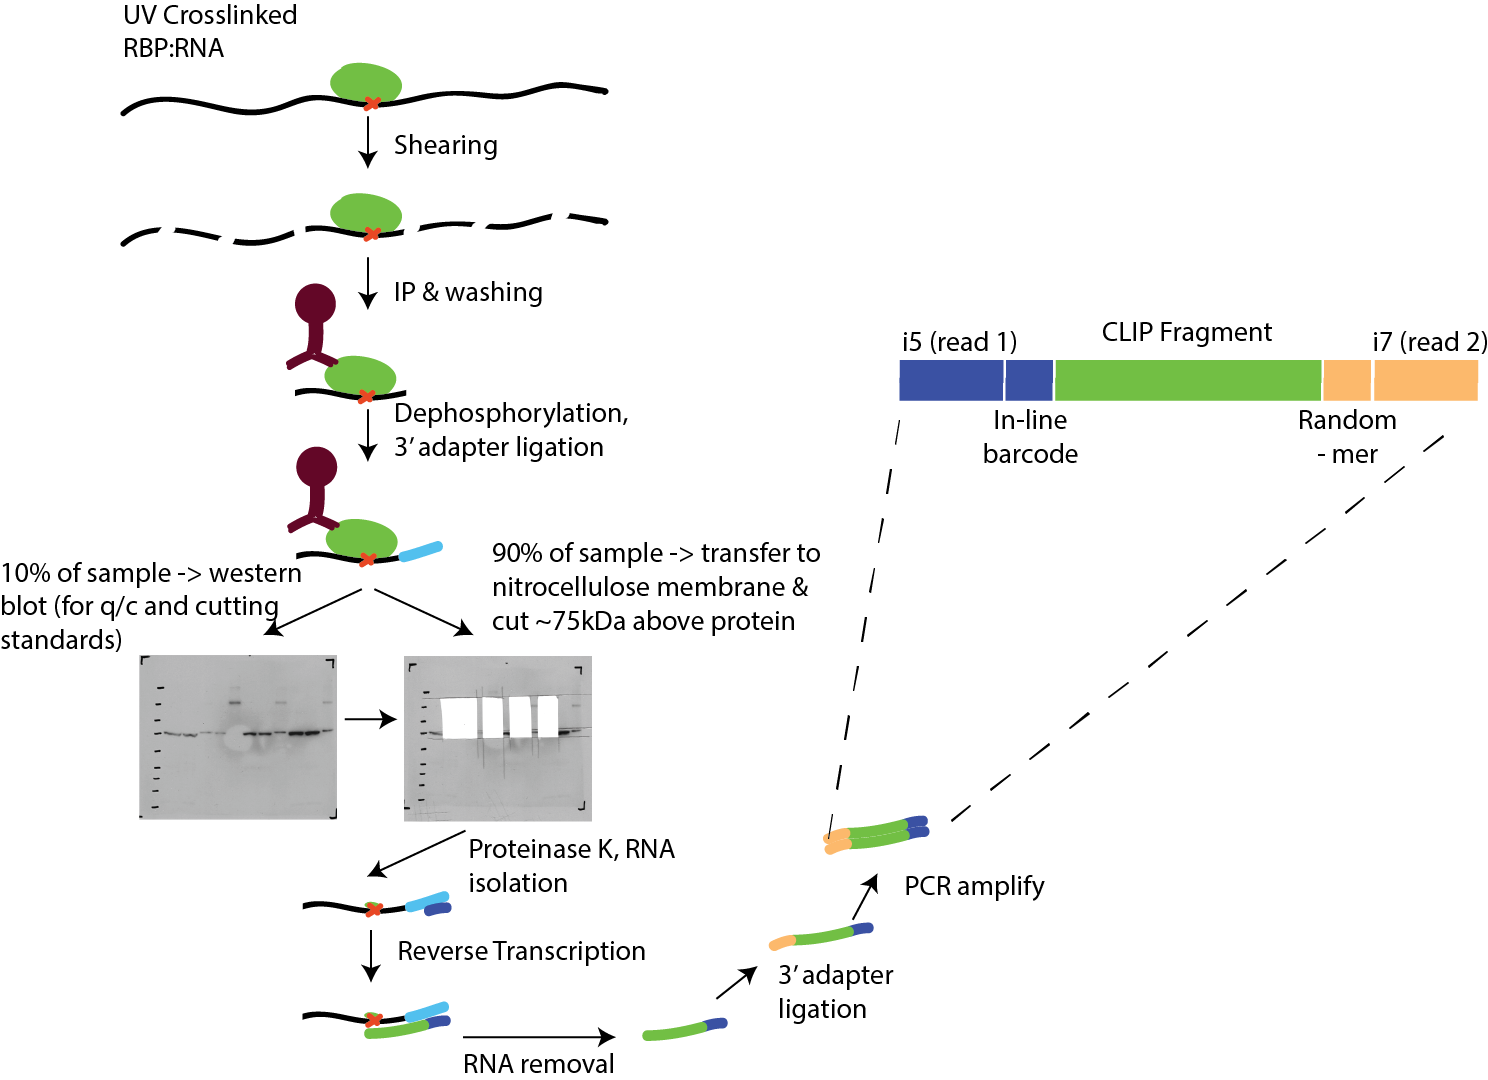 UV Crosslinked
RBP:RNA
Shearing
IP & washing
Dephosphorylation,
3’ adapter ligation
10% of sample -> western
blot (for q/c and cutting
standards)
90% of sample -> transfer to
nitrocellulose membrane &
cut ~75kDa above protein
Proteinase K, RNA
isolation
Reverse Transcription
RNA removal
3’ adapter
ligation
PCR amplify
i5 (read 1)
CLIP Fragment
i7 (read 2)
In-line
barcode
Random
- mer